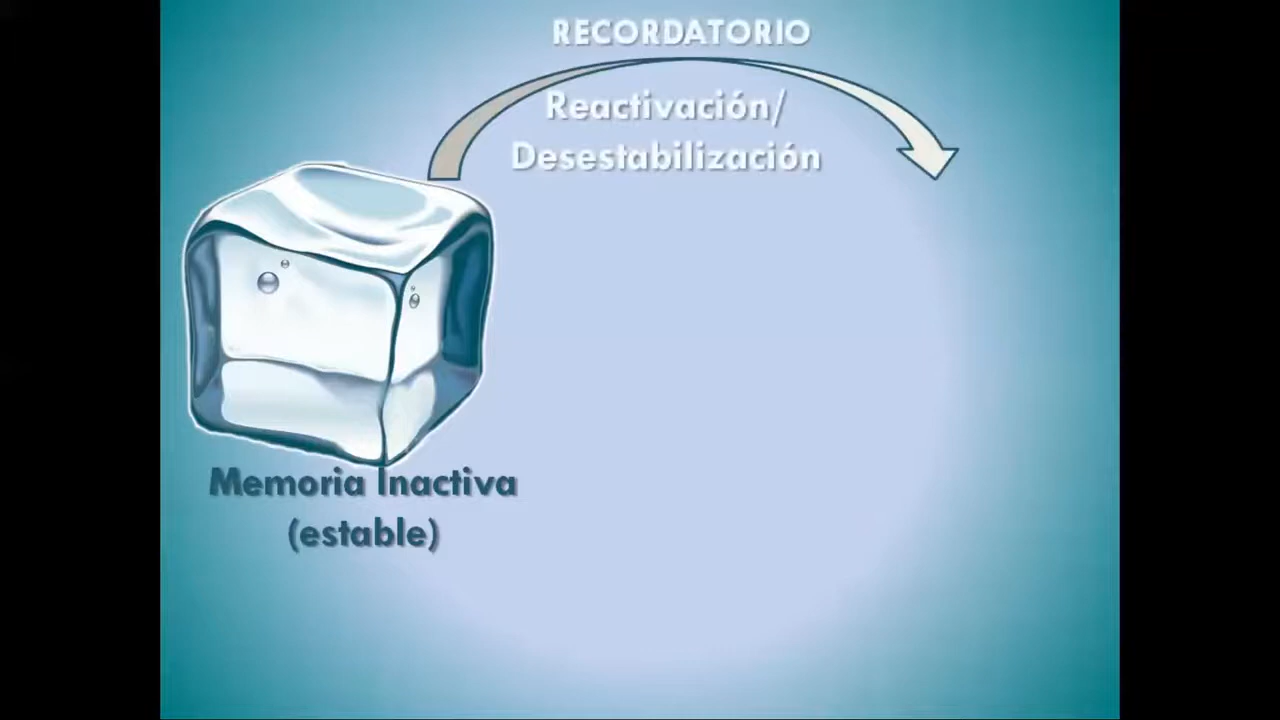 RECORDATORIO
Reactivación/
Desestabilización
Memoria Inactiva
(estable)